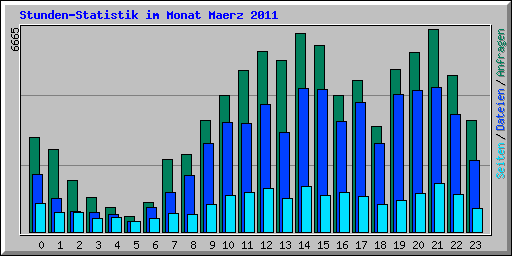 Stunden-Statistik im Monat Maerz 2011
6665
Seiten / Dateien / Anfragen
0 1 2 3 4 5 6 7 8 9 10 11 12 13 14 15 16 17 18 19 20 21 22 23